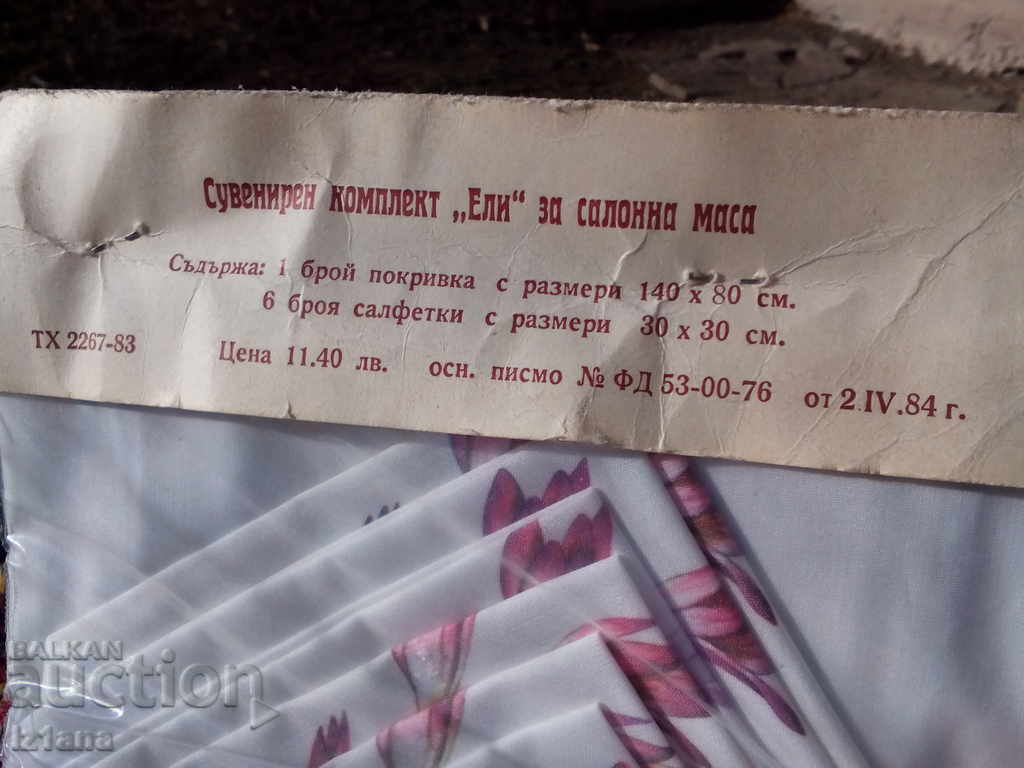 Сувенирен комплект „Ели“ за салонна маса
Съдържа: 1 брой покривка с размери 140 х 80 см.
6 броя салфетки с размери 30 х 30 см.
ТХ 2267-83 Цена 11.40 лв. осн. писмо № ФД 53-00-76 от 2.IV.84 г.
BALKAN
auction
iz1ana